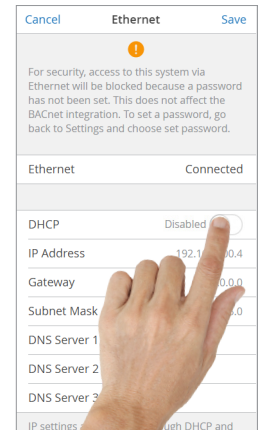 Cancel Ethernet Save
!
For security, access to this system via
Ethernet will be blocked because a password
has not been set. This does not affect the
BACnet integration. To set a password, go
back to Settings and choose set password.
Ethernet Connected
DHCP Disabled
IP Address
Gateway
Subnet Mask
DNS Server 1
DNS Server 2
DNS Server 3
IP settings DHCP and